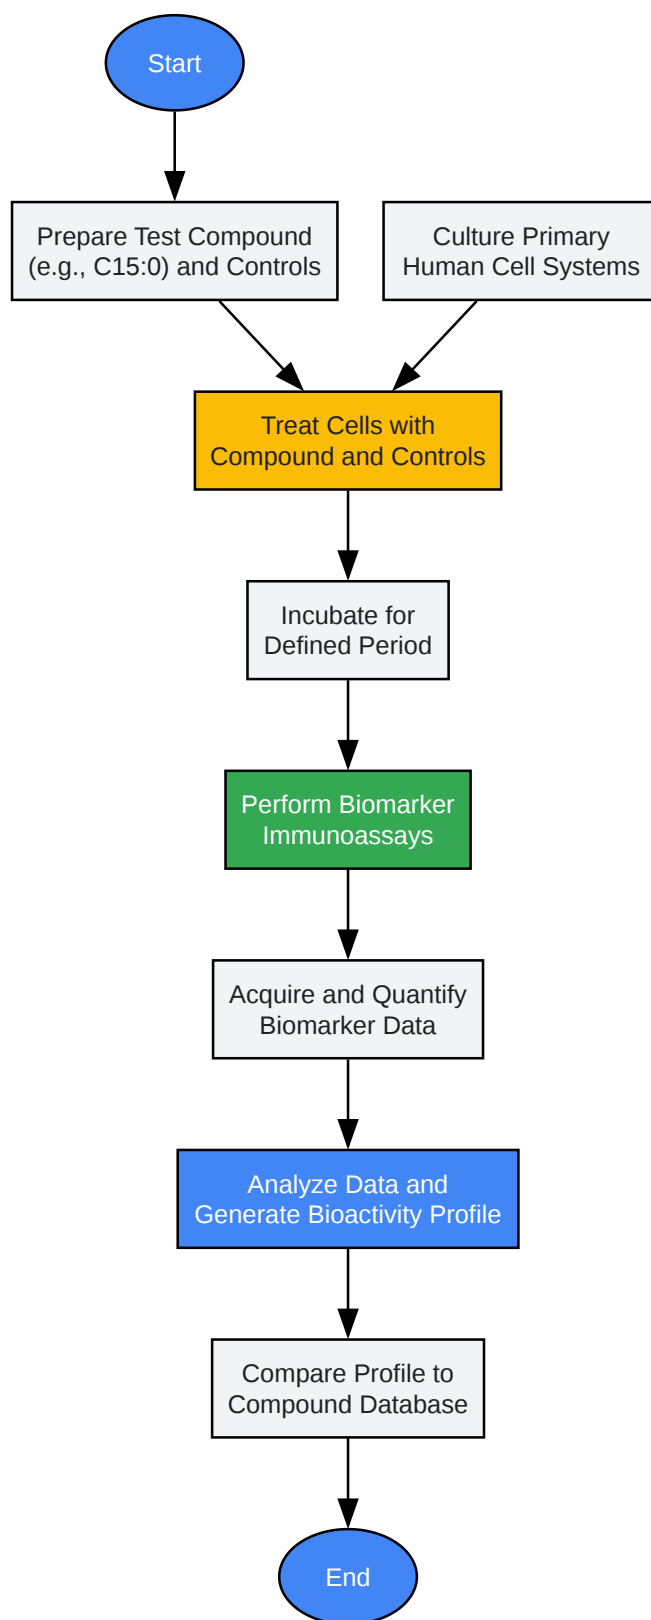 Start
Prepare Test Compound
(e.g., C15:0) and Controls
Culture Primary
Human Cell Systems
Treat Cells with
Compound and Controls
Incubate for
Defined Period
Perform Biomarker
Immunoassays
Acquire and Quantify
Biomarker Data
Analyze Data and
Generate Bioactivity Profile
Compare Profile to
Compound Database
End